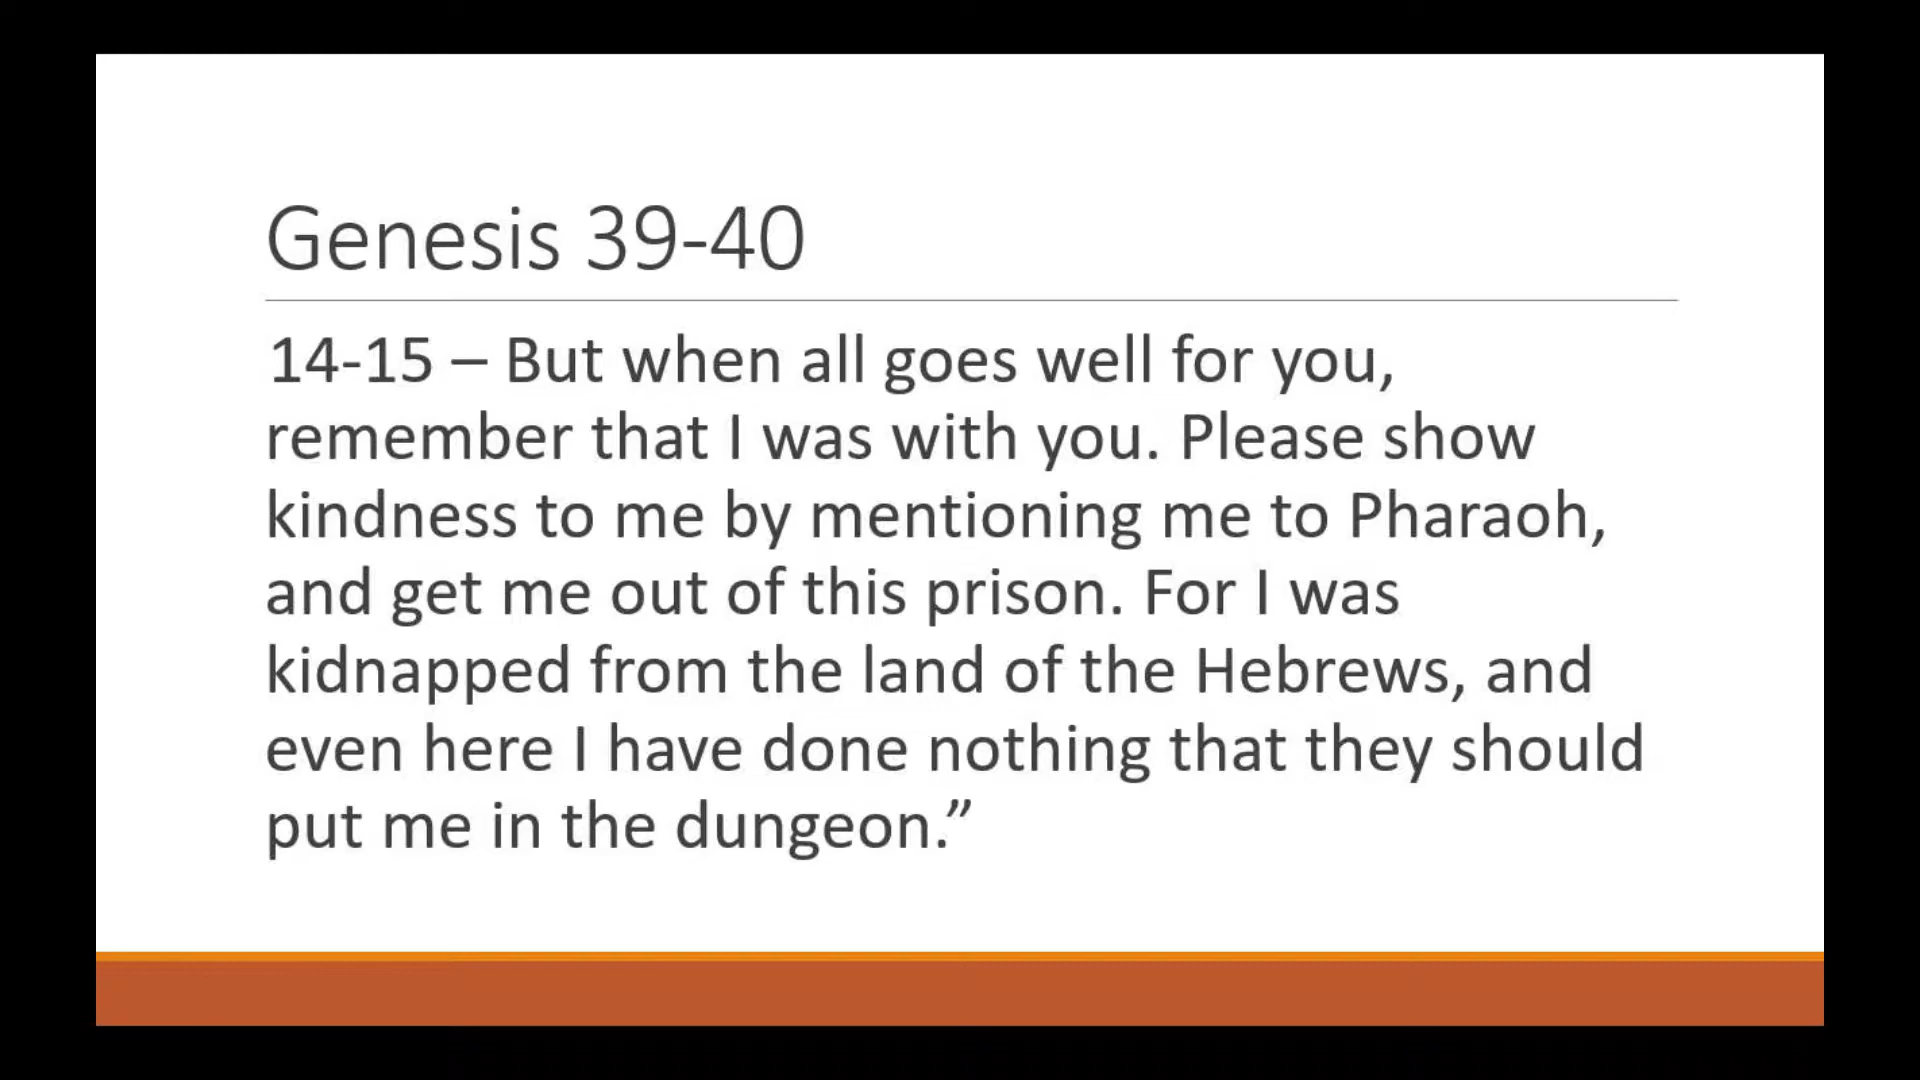 Genesis 39-40
14-15 – But when all goes well for you,
remember that I was with you. Please show
kindness to me by mentioning me to Pharaoh,
and get me out of this prison. For I was
kidnapped from the land of the Hebrews, and
even here I have done nothing that they should
put me in the dungeon.”